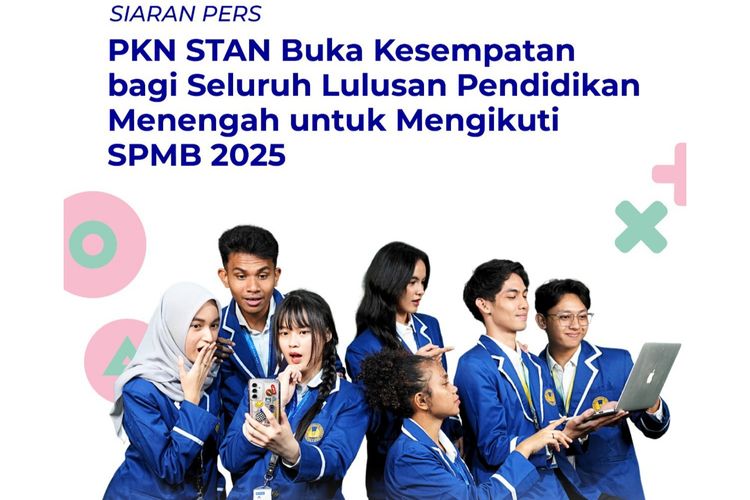 SIARAN PERS
PKN STAN Buka Kesempatan
bagi Seluruh Lulusan Pendidikan
Menengah untuk Mengikuti
SPMB 2025